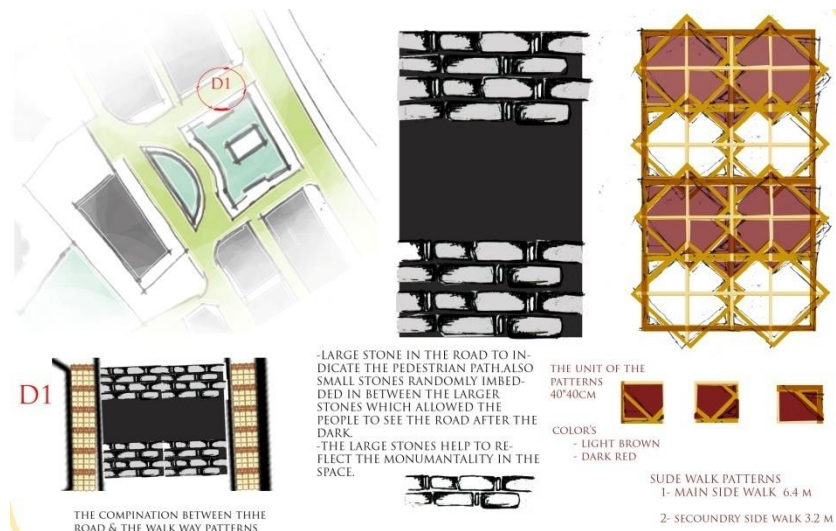 D1
-LARGE STONE IN THE ROAD TO IN-
DICATE THE PEDESTRIAN PATH,ALSO
SMALL STONES RANDOMLY IMBED-
DED IN BETWEEN THE LARGER
STONES WHICH ALLOWED THE
PEOPLE TO SEE THE ROAD AFTER THE
DARK.
-THE LARGE STONES HELP TO RE-
FLECT THE MONUMANTALITY IN THE
SPACE.
THE UNIT OF THE
PATTERNS
40*40CM
COLOR'S
- LIGHT BROWN
- DARK RED
D1
SUDE WALK PATTERNS
1- MAIN SIDE WALK 6.4 M
2- SECOUNDRY SIDE WALK 3.2 M
THE COMPINATION BETWEEN THHE
ROAD & THE WALK WAY PATTERNS